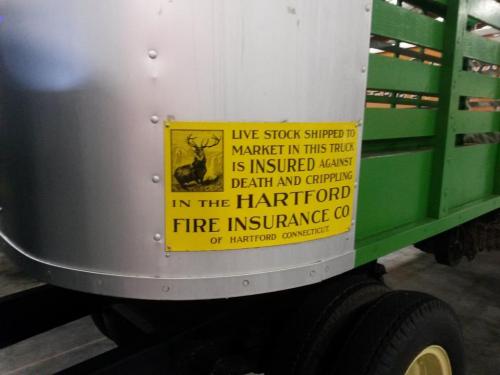 LIVE STOCK SHIPPED TO
MARKET IN THIS TRUCK
IS INSURED AGAINST
DEATH AND CRIPPLING
IN THE HARTFORD
FIRE INSURANCE CO.
OF HARTFORD CONNECTICUT.